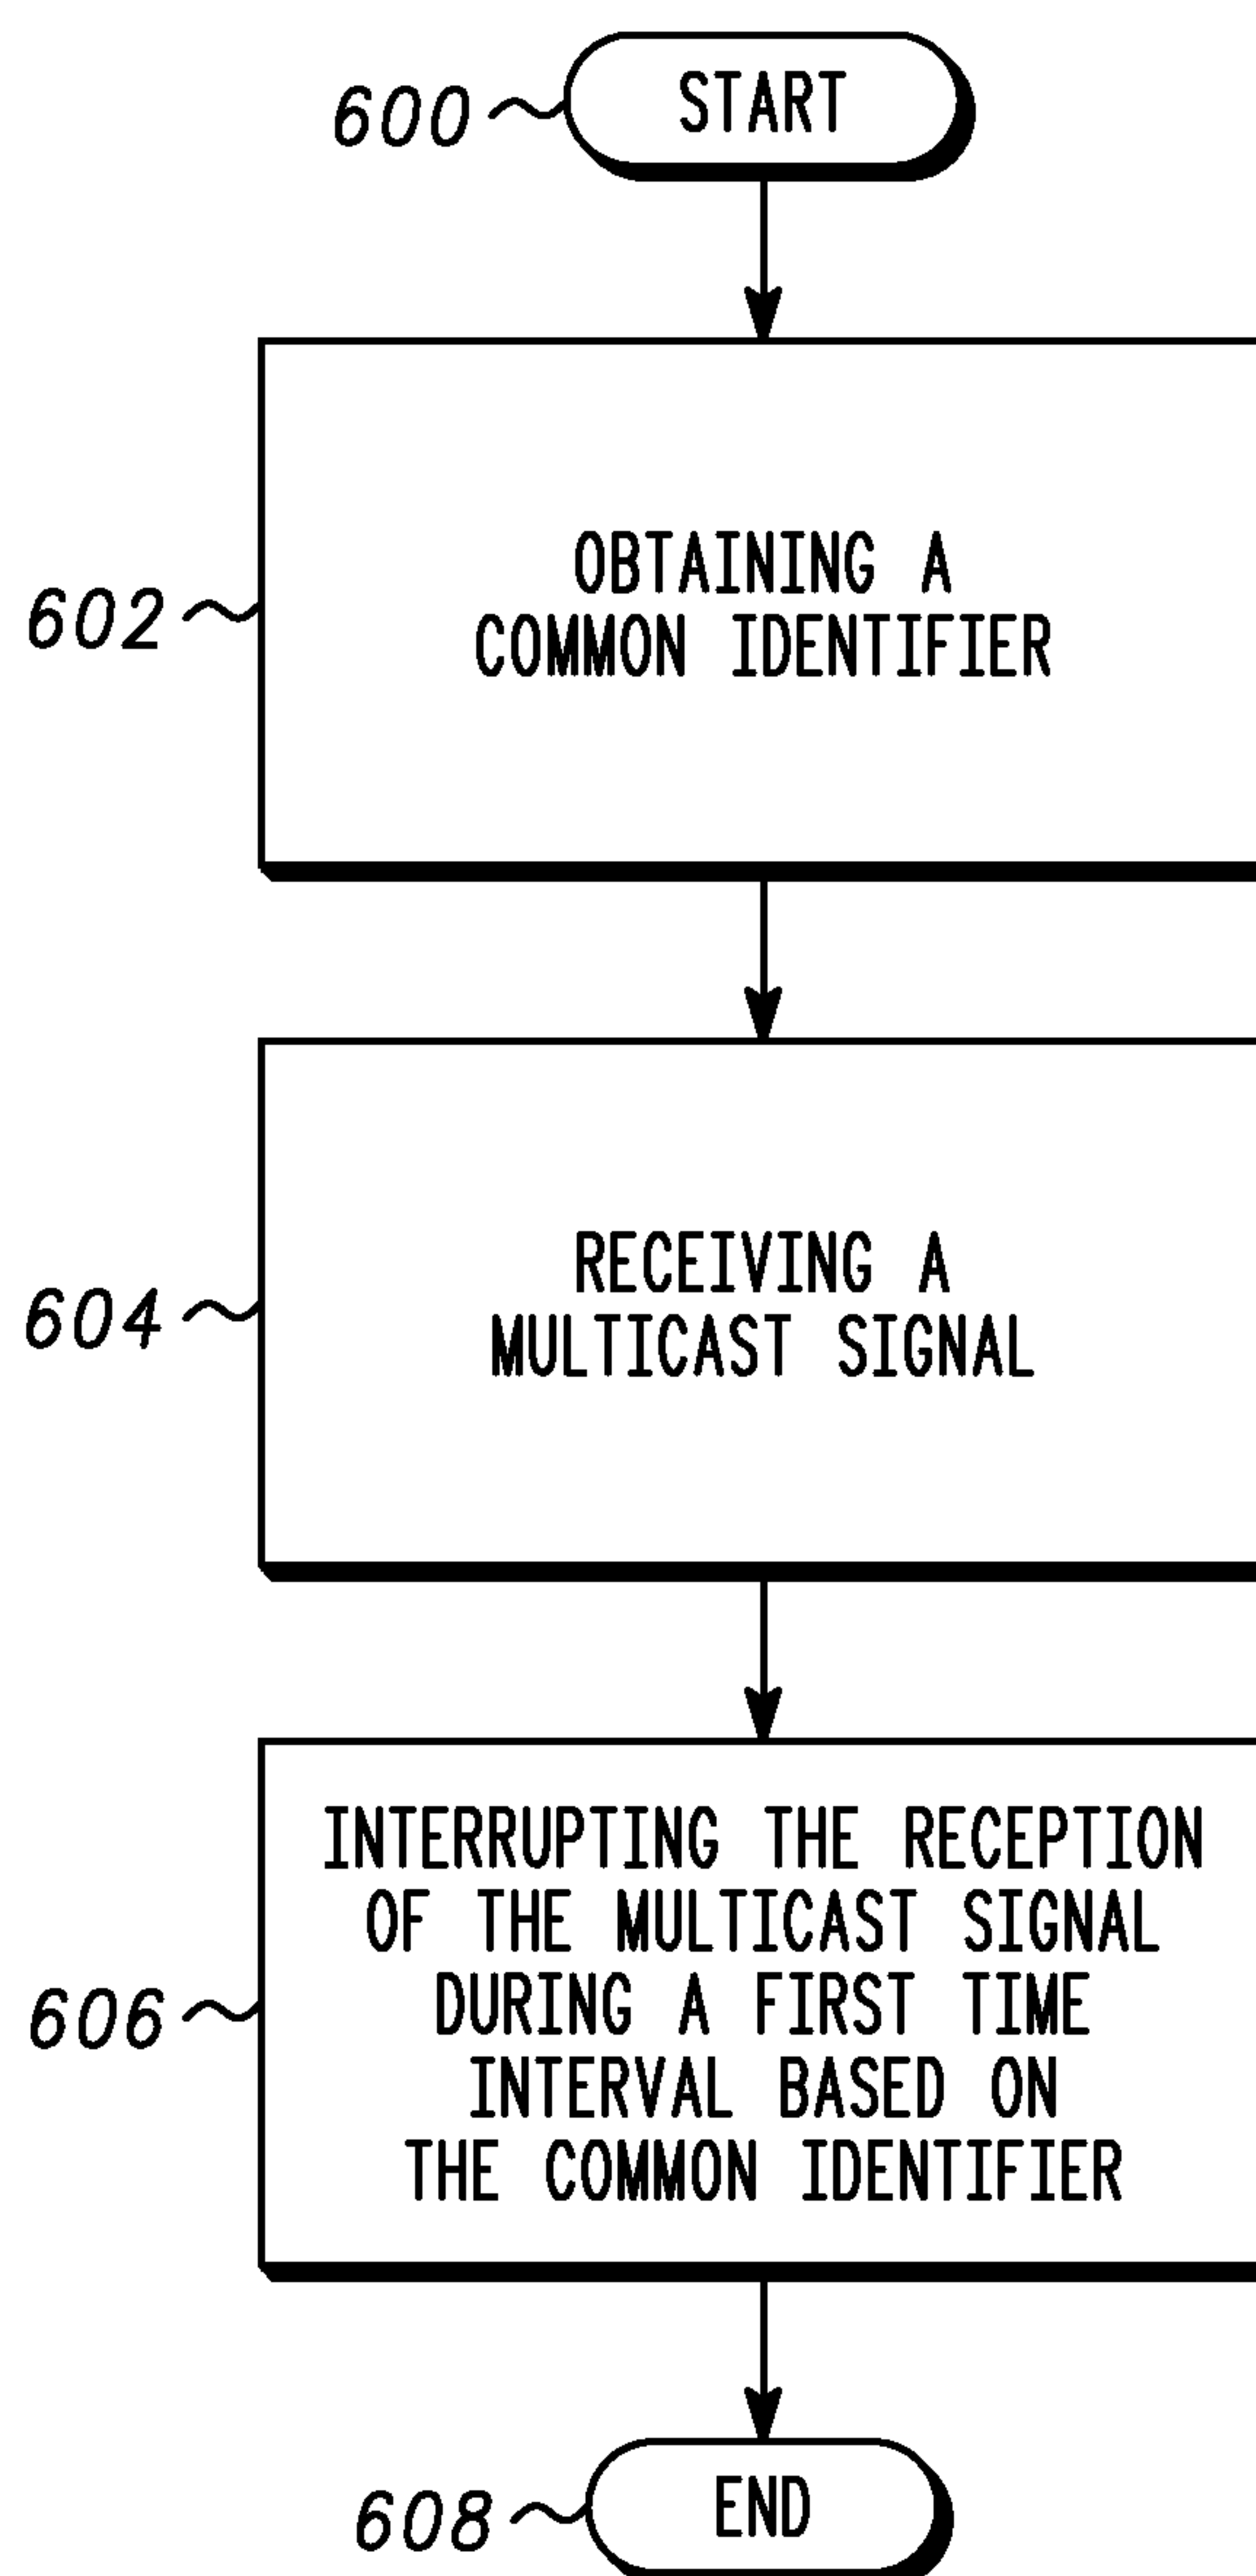 600
START
602
OBTAINING A
COMMON IDENTIFIER
604
RECEIVING A
MULTICAST SIGNAL
606
INTERRUPTING THE RECEPTION
OF THE MULTICAST SIGNAL
DURING A FIRST TIME
INTERVAL BASED ON
THE COMMON IDENTIFIER
608
END